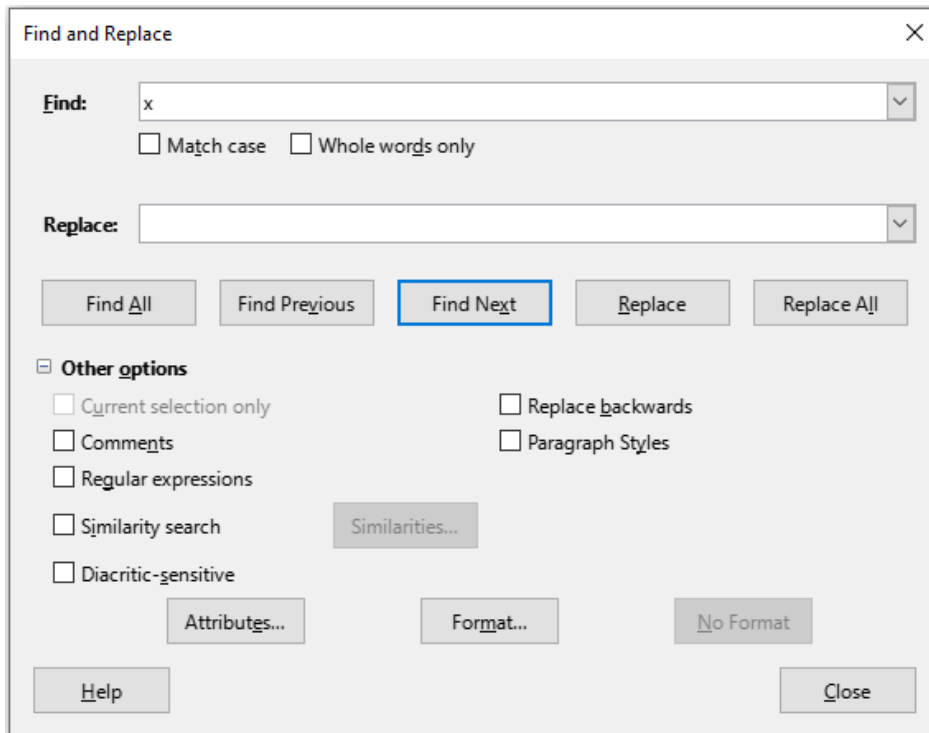 Find and Replace
Find: x
Match case Whole words only
Replace:
Find All Find Previous Find Next Replace Replace All
Other options
Current selection only Replace backwards
Comments Paragraph Styles
Regular expressions
Similarity search Similarities...
Diacritic-sensitive
Attributes... Format... No Format
Help Close